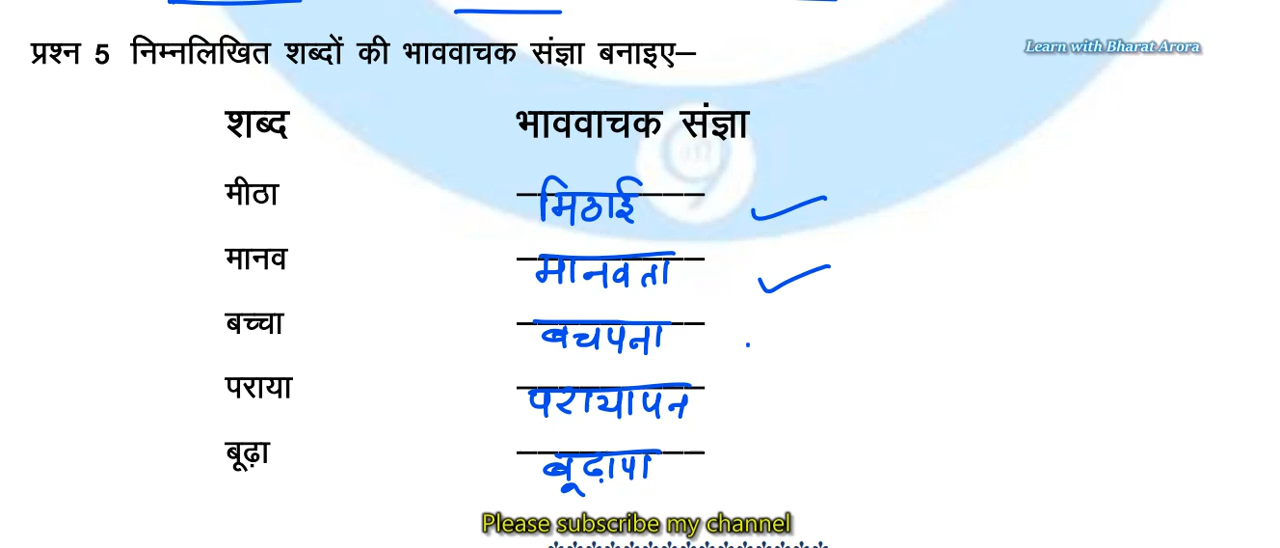 प्रश्न 5 निम्नलिखित शब्दों की भाववाचक संज्ञा बनाइए–
Learn with Bharat Arora
शब्द भाववाचक संज्ञा
मीठा मिठाई
मानव मानवता
बच्चा बचपना
पराया परायापन
बूढ़ा बूढ़ापा
Please subscribe my channel